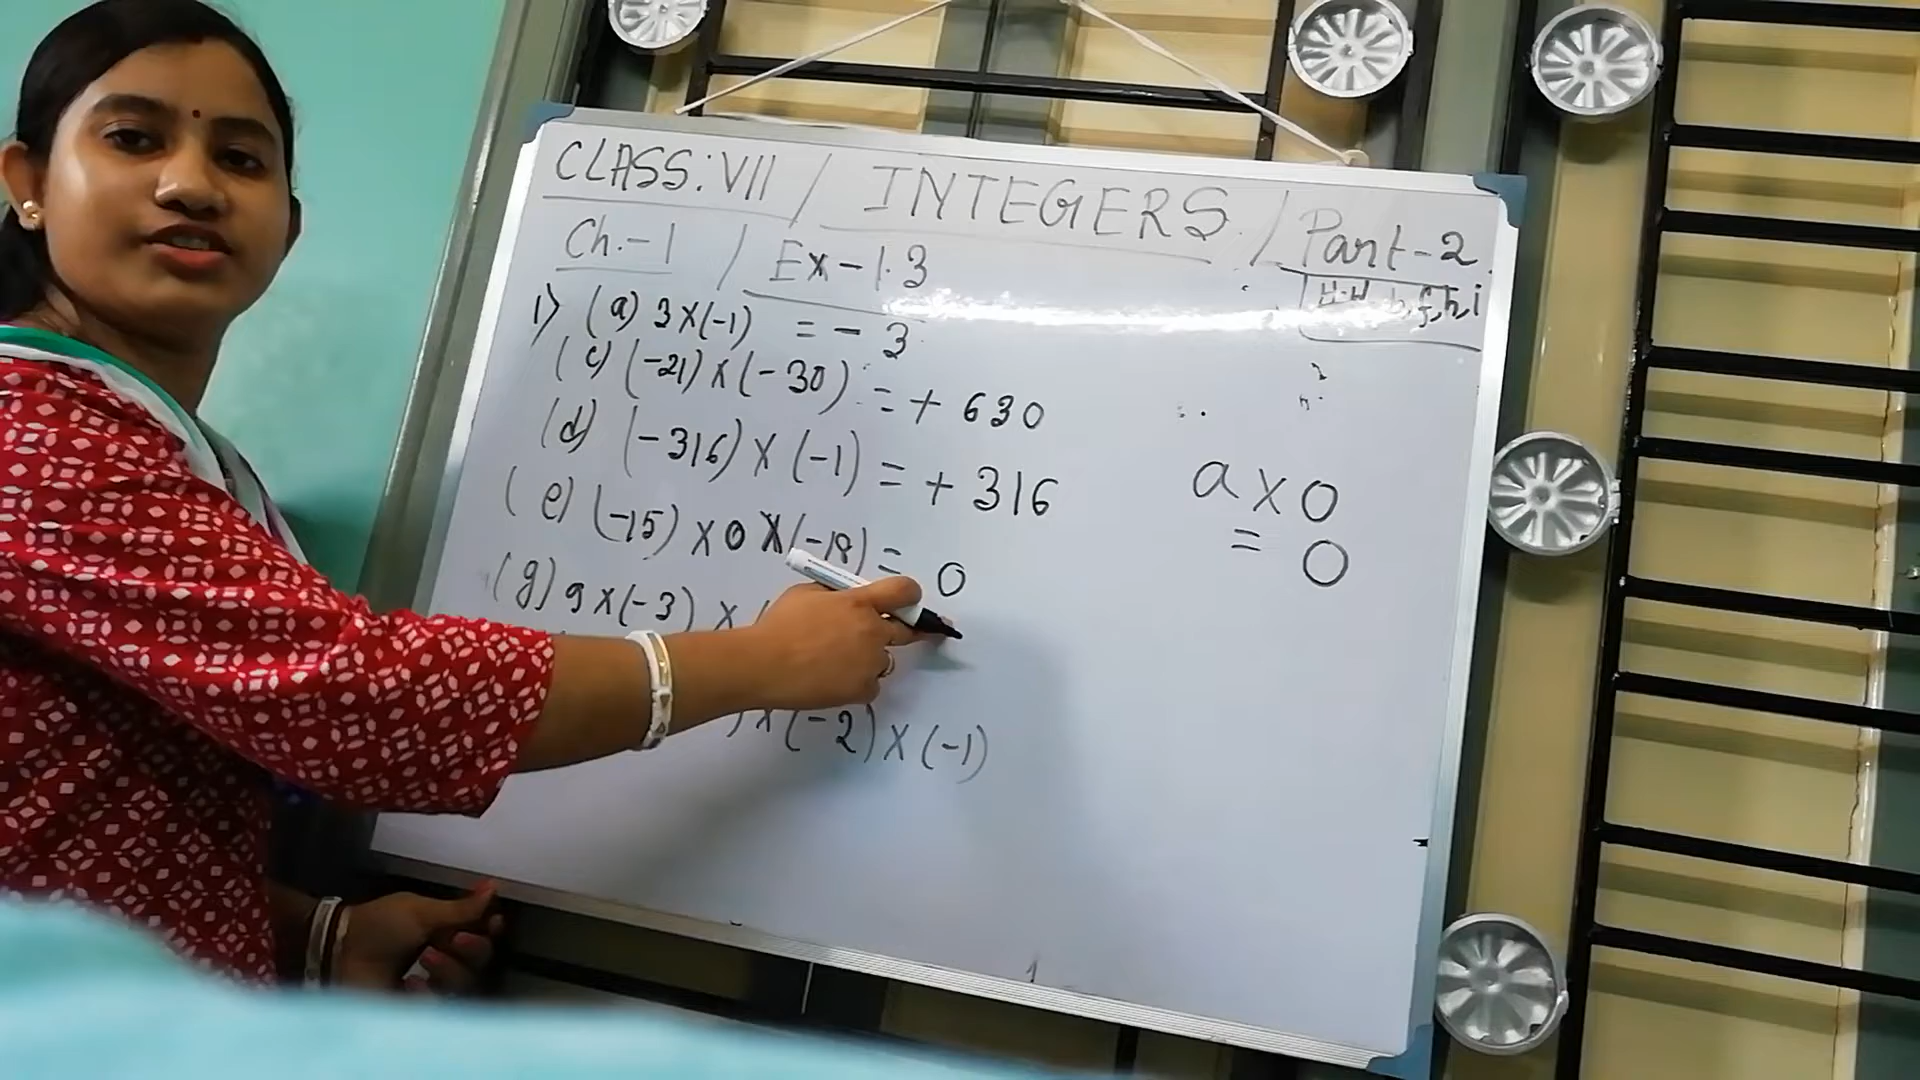 CLASS: VII / INTEGERS / Part-2
Ch.-1 / Ex-1.3
H.W. b, f, h, i
1) (a) 3×(-1) = - 3
(c) (-21)×(-30) = + 630
(d) (-316)×(-1) = + 316
(e) (-15)×0×(-18) = 0
(g) 9×(-3)×
)×(-2)×(-1)
a×0
= 0